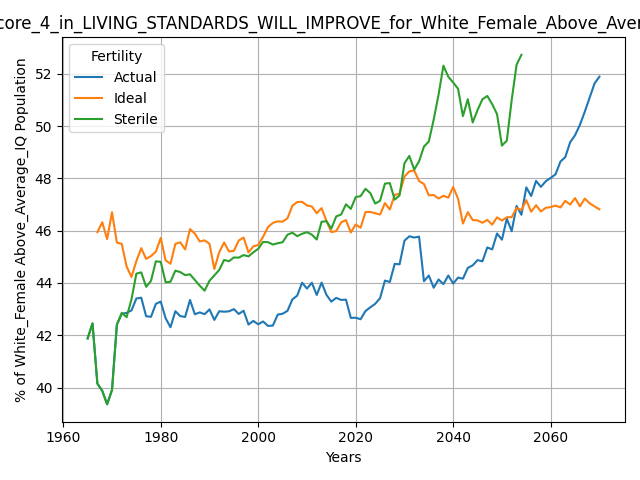 core_4_in_LIVING_STANDARDS_WILL_IMPROVE_for_White_Female_Above_Aver
Fertility
Actual
Ideal
Sterile
% of White_Female Above_Average_IQ Population
52
50
48
46
44
42
40
1960 1980 2000 2020 2040 2060
Years